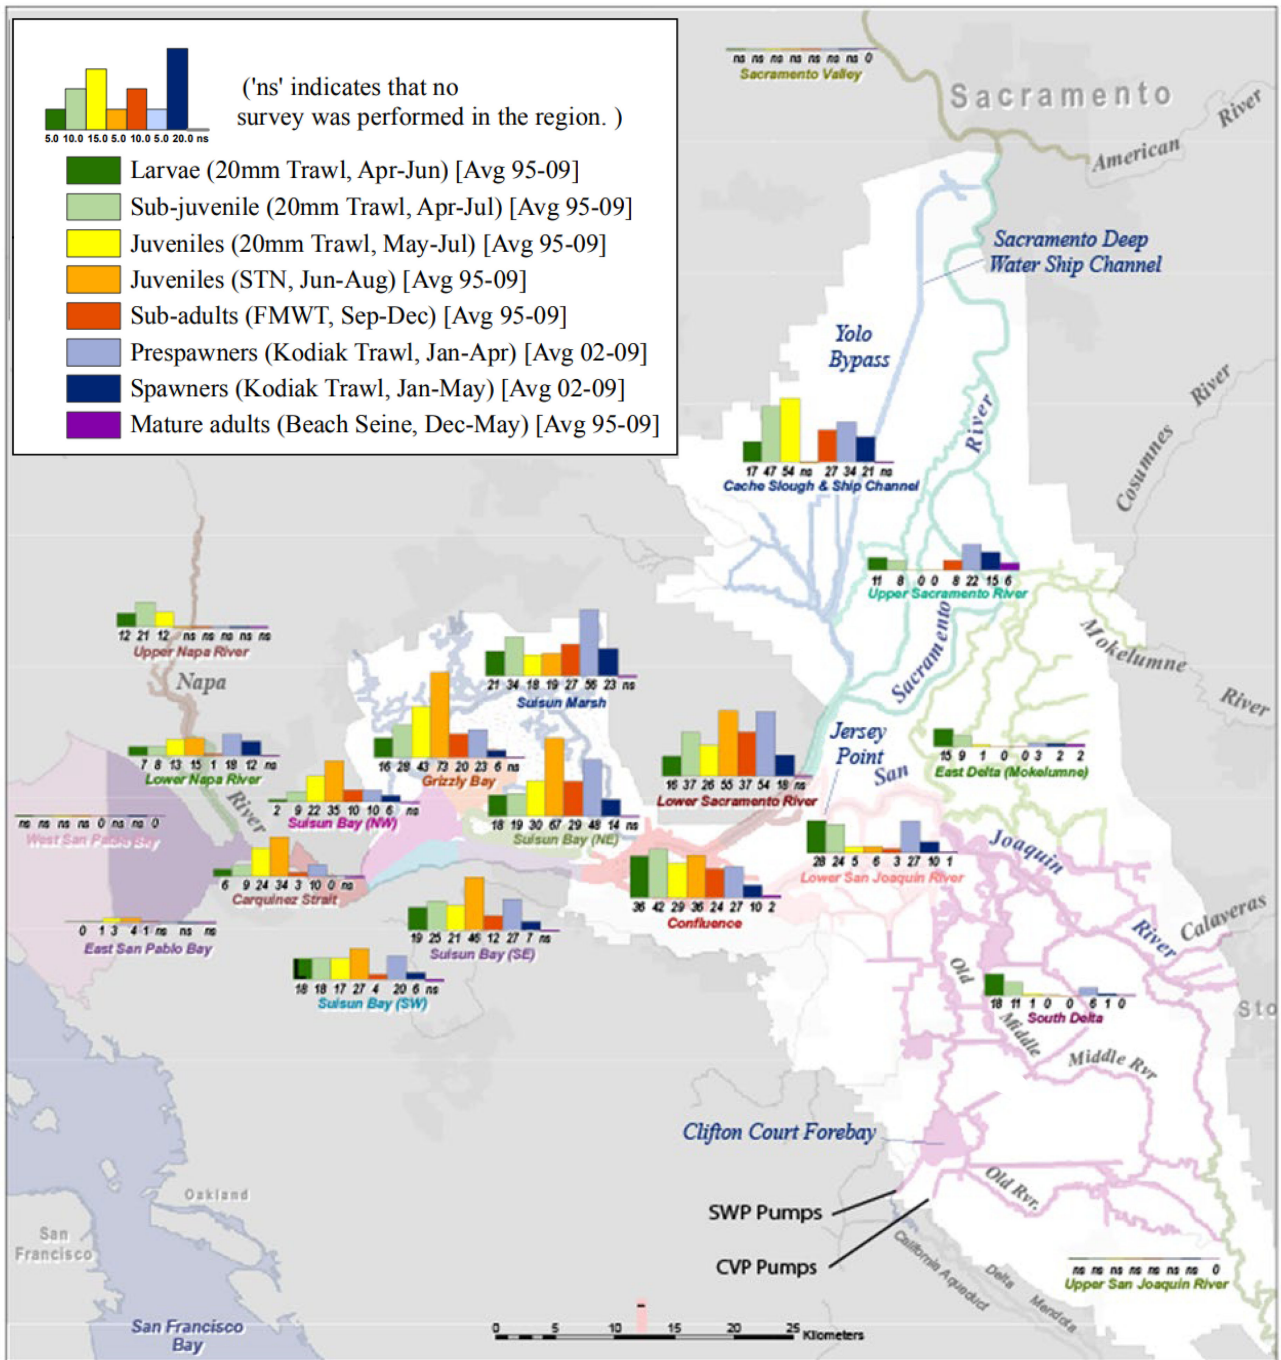 ('ns' indicates that no
survey was performed in the region. )
5.0 10.0 15.0 5.0 10.0 5.0 20.0 ns
Larvae (20mm Trawl, Apr-Jun) [Avg 95-09]
Sub-juvenile (20mm Trawl, Apr-Jul) [Avg 95-09]
Juveniles (20mm Trawl, May-Jul) [Avg 95-09]
Juveniles (STN, Jun-Aug) [Avg 95-09]
Sub-adults (FMWT, Sep-Dec) [Avg 95-09]
Prespawners (Kodiak Trawl, Jan-Apr) [Avg 02-09]
Spawners (Kodiak Trawl, Jan-May) [Avg 02-09]
Mature adults (Beach Seine, Dec-May) [Avg 95-09]
ns ns ns ns ns ns ns 0
Sacramento Valley
Sacramento
American
River
Sacramento Deep
Water Ship Channel
Yolo
Bypass
River
Cosumnes
River
17 47 54 ns 27 34 21 ns
Cache Slough & Ship Channel
11 8 0 0 8 22 15 6
Upper Sacramento River
Sacramento
Mokelumne
River
12 21 12 ns ns ns ns ns
Upper Napa River
Napa
21 34 18 19 27 56 23 ns
Suisun Marsh
7 8 13 15 1 18 12 ns
Lower Napa River
River
16 28 43 73 20 23 6 ns
Grizzly Bay
16 37 26 55 37 54 18 ns
Lower Sacramento River
Jersey
Point
San
Joaquin
River
15 9 1 0 0 3 2 2
East Delta (Mokelumne)
2 9 22 35 10 10 6 ns
Suisun Bay (NW)
18 19 30 67 29 48 14 ns
Suisun Bay (NE)
ns ns ns ns 0 ns ns 0
West San Pablo Bay
6 9 24 34 3 10 0 ns
Carquinez Strait
28 24 5 6 3 27 10 1
Lower San Joaquin River
36 42 29 36 24 27 10 2
Confluence
Calaveras
0 1 3 4 1 ns ns ns
East San Pablo Bay
19 25 21 46 12 27 7 ns
Suisun Bay (SE)
18 18 17 27 4 20 6 ns
Suisun Bay (SW)
Old
18 11 1 0 0 6 1 0
South Delta
Sto
Middle
Middle Rvr
Clifton Court Forebay
Old Rvr.
SWP Pumps
CVP Pumps
California Aqueduct
Delta
Mendota
ns ns ns ns ns ns ns 0
Upper San Joaquin River
Oakland
San
Francisco
San Francisco
Bay
0 5 10 15 20 25 Kilometers